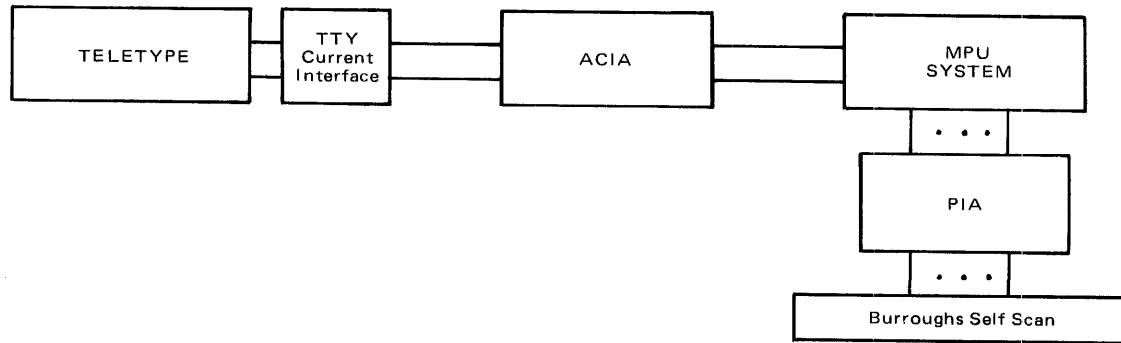 TELETYPE
TTY
Current
Interface
ACIA
MPU
SYSTEM
PIA
Burroughs Self Scan